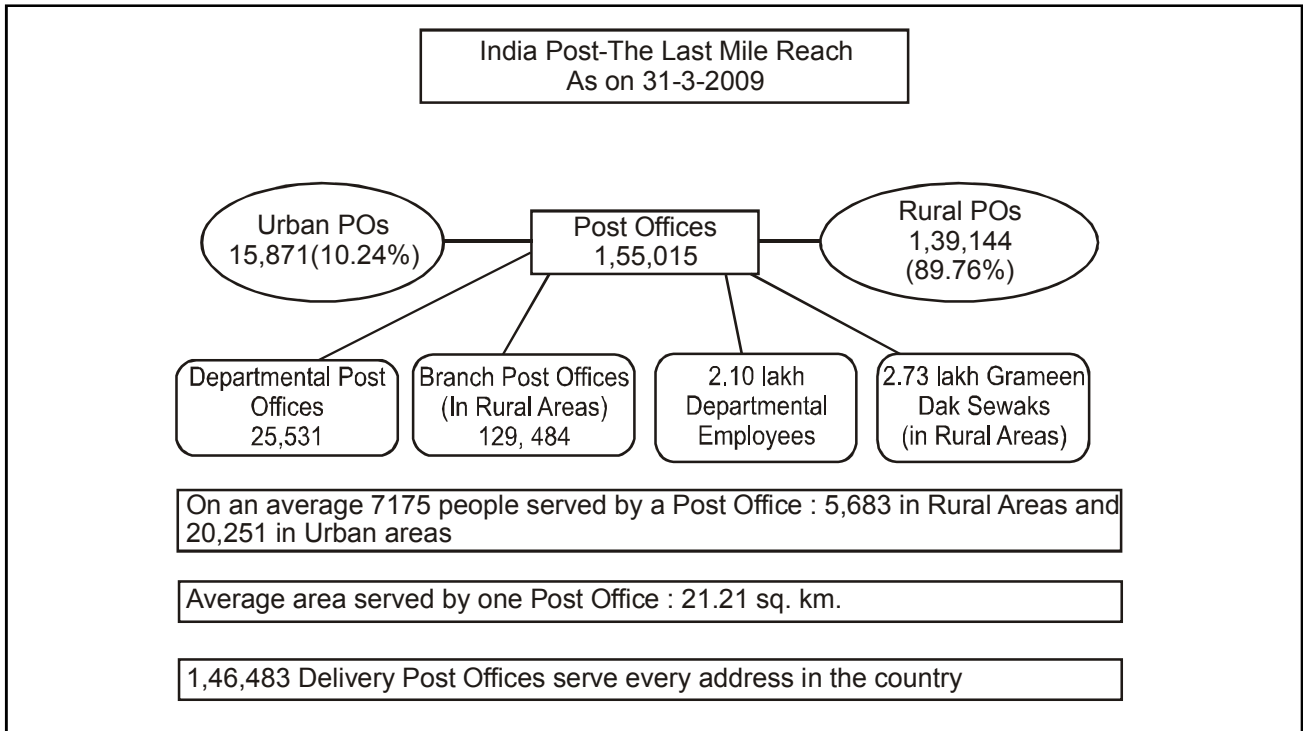 India Post-The Last Mile Reach
As on 31-3-2009
Urban POs
15,871(10.24%)
Post Offices
1,55,015
Rural POs
1,39,144
(89.76%)
Departmental Post
Offices
25,531
Branch Post Offices
(In Rural Areas)
129, 484
2.10 lakh
Departmental
Employees
2.73 lakh Grameen
Dak Sewaks
(in Rural Areas)
On an average 7175 people served by a Post Office : 5,683 in Rural Areas and
20,251 in Urban areas
Average area served by one Post Office : 21.21 sq. km.
1,46,483 Delivery Post Offices serve every address in the country